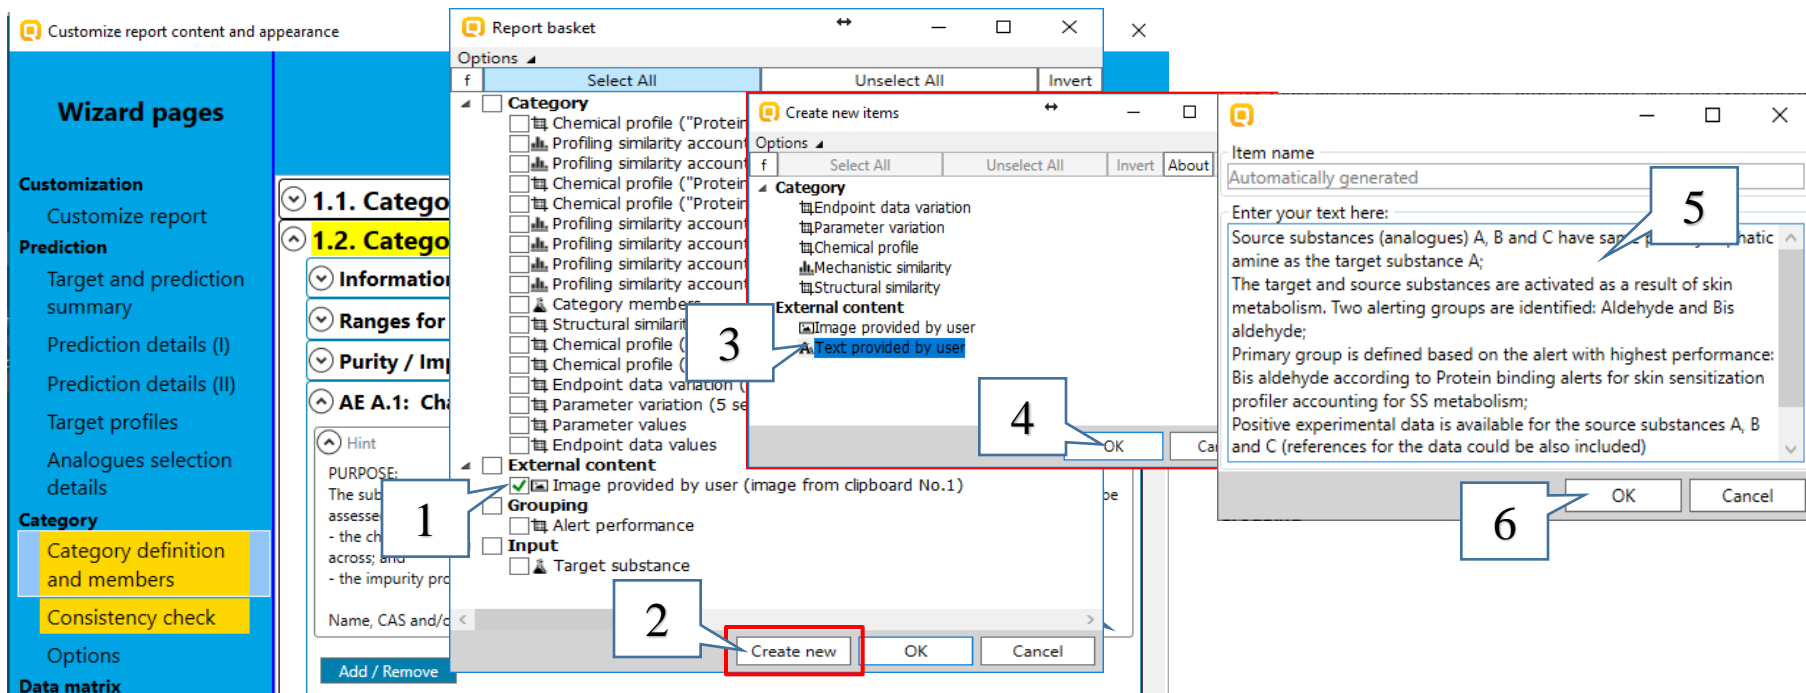 Customize report content and appearance
Wizard pages
Customization
Customize report
Prediction
Target and prediction
summary
Prediction details (I)
Prediction details (II)
Target profiles
Analogues selection
details
Category
Category definition
and members
Consistency check
Options
Data matrix
1.1. Catego
1.2. Catego
Information
Ranges for
Purity / Imp
AE A.1: Cha
Hint
PURPOSE:
The sub
assesse
- the ch
across; and
- the impurity pro
Name, CAS and/o
be
Add / Remove
Report basket
Options
f Select All Unselect All Invert
Category
Chemical profile ("Protein
Profiling similarity account
Profiling similarity account
Chemical profile ("Protein
Chemical profile ("Protein
Profiling similarity account
Profiling similarity account
Profiling similarity account
Profiling similarity account
Category members
Structural similarit
Chemical profile (
Chemical profile (
Endpoint data variation (
Parameter variation (5 se
Parameter values
Endpoint data values
External content
Image provided by user (image from clipboard No.1)
Grouping
Alert performance
Input
Target substance
1
2
Create new OK Cancel
Create new items
Options
f Select All Unselect All Invert About
Category
Endpoint data variation
Parameter variation
Chemical profile
Mechanistic similarity
Structural similarity
External content
Image provided by user
Text provided by user
3
4
OK Ca
Item name
Automatically generated
Enter your text here:
5
Source substances (analogues) A, B and C have same p hatic
amine as the target substance A;
The target and source substances are activated as a result of skin
metabolism. Two alerting groups are identified: Aldehyde and Bis
aldehyde;
Primary group is defined based on the alert with highest performance:
Bis aldehyde according to Protein binding alerts for skin sensitization
profiler accounting for SS metabolism;
Positive experimental data is available for the source substances A, B
and C (references for the data could be also included)
6
OK Cancel